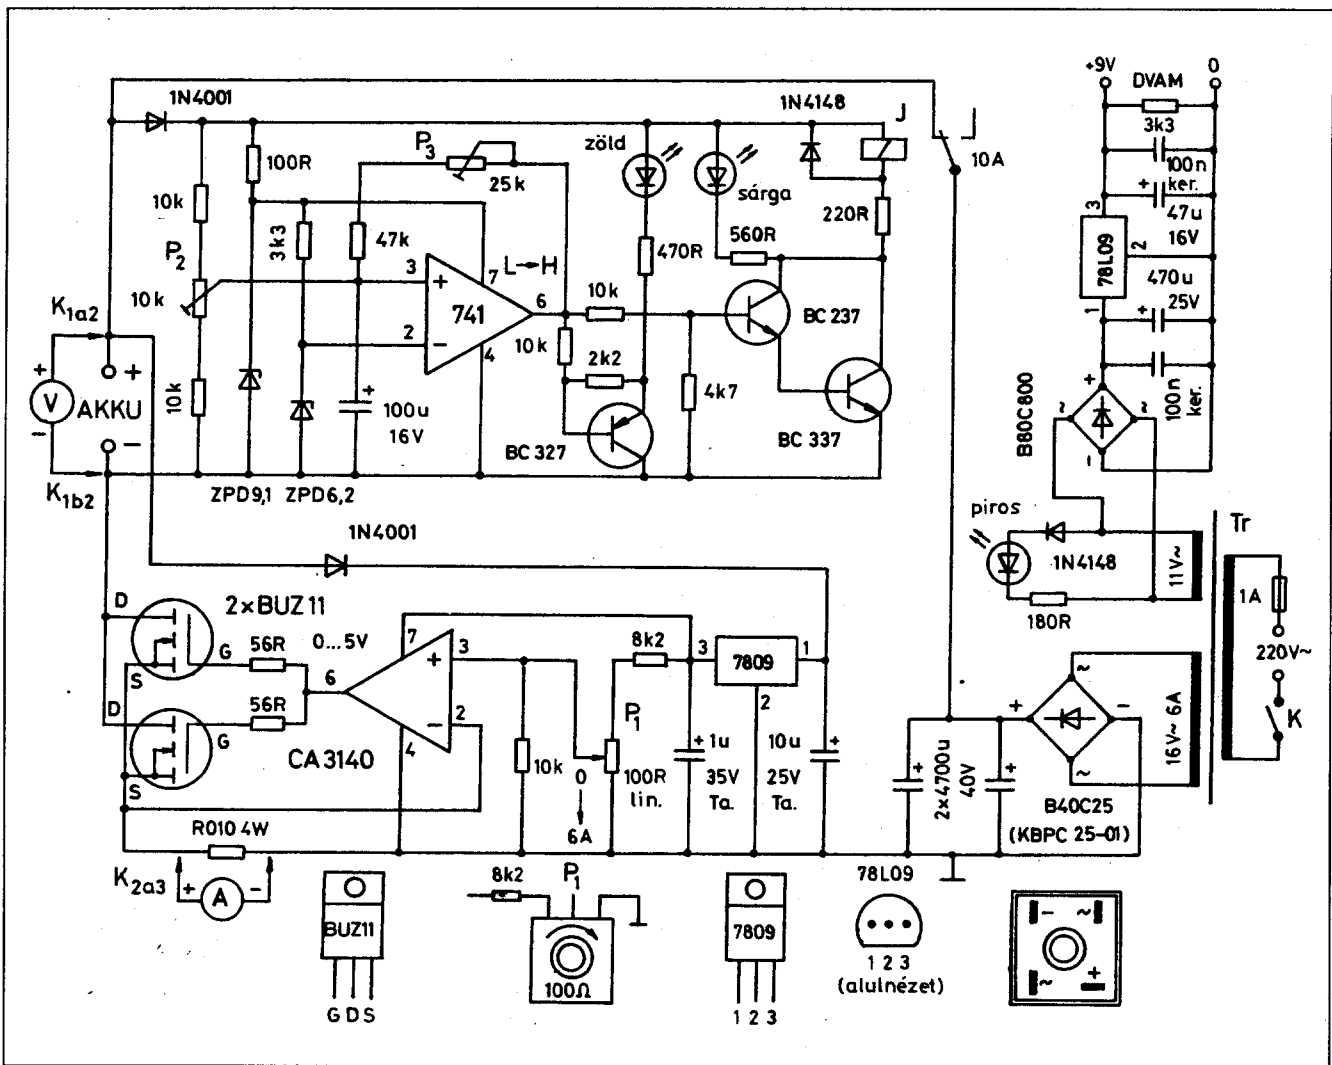 +9V DVAM 0
1N4001
1N4148
J
3k3
P3
zöld
10A
100R
25k
sárga
100n
ker.
10k
3k3
47k
220R
+ 47u
16V
P2
560R
470R
3
78L09
2
1
L→H
10k
3 +
7
741
6
10k
BC 237
470u
25V
+
K1a2
2 -
4
10k
2k2
+
V
-
AKKU
+
-
10k
+
100u
16V
4k7
100n
ker.
B80C800
+
~ ~
-
BC 327
BC 337
K1b2
ZPD9,1 ZPD6,2
1N4001
piros
Tr
1N4148
11V~
1A
180R
D
2×BUZ11
G
S
56R
0...5V
7
+ 3
6
- 2
4
8k2
3 7809 1
2
220V~
D
G
S
56R
P1
K
CA3140
10k
0
↓
6A
100R
lin.
+
1u
35V
Ta.
10u
25V
Ta.
+
+
2×4700u
40V
+
+
~
-
~
16V~ 6A
B40C25
(KBPC 25-01)
R010 4W
K2a3
+ A -
8k2
P1
78L09
BUZ11
G D S
100Ω
7809
1 2 3
1 2 3
(alulnézet)
- ~
~ +